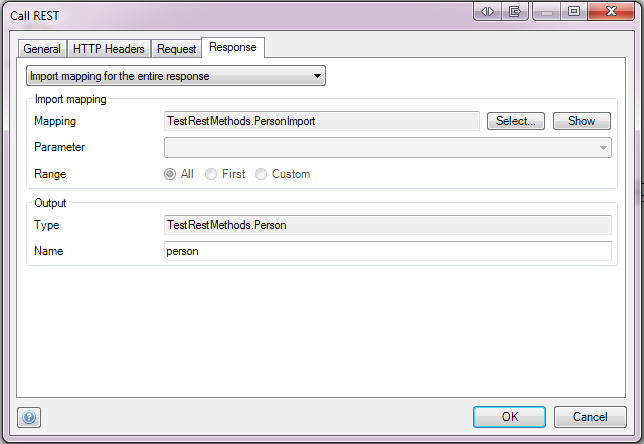 Call REST
General HTTP Headers Request Response
Import mapping for the entire response
Import mapping
Mapping TestRestMethods.PersonImport Select... Show
Parameter
Range All First Custom
Output
Type TestRestMethods.Person
Name person
OK Cancel